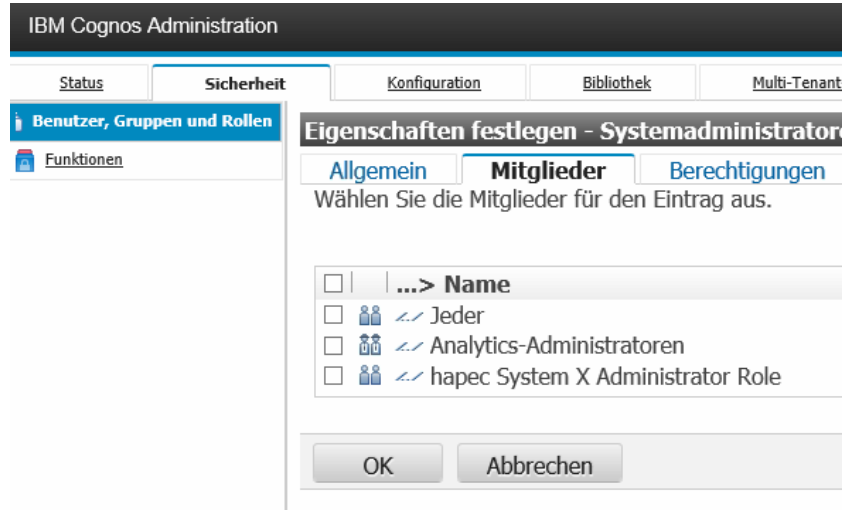 IBM Cognos Administration
Status Sicherheit Konfiguration Bibliothek Multi-Tenant
Benutzer, Gruppen und Rollen
Funktionen
Eigenschaften festlegen - Systemadministratore
Allgemein Mitglieder Berechtigungen
Wählen Sie die Mitglieder für den Eintrag aus.
...> Name
Jeder
Analytics-Administratoren
hapec System X Administrator Role
OK Abbrechen